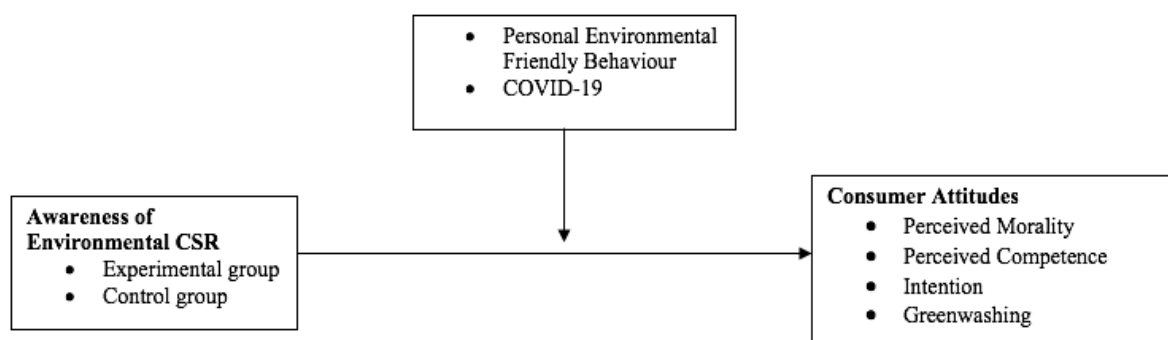 • Personal Environmental
Friendly Behaviour
• COVID-19
Awareness of
Environmental CSR
• Experimental group
• Control group
Consumer Attitudes
• Perceived Morality
• Perceived Competence
• Intention
• Greenwashing